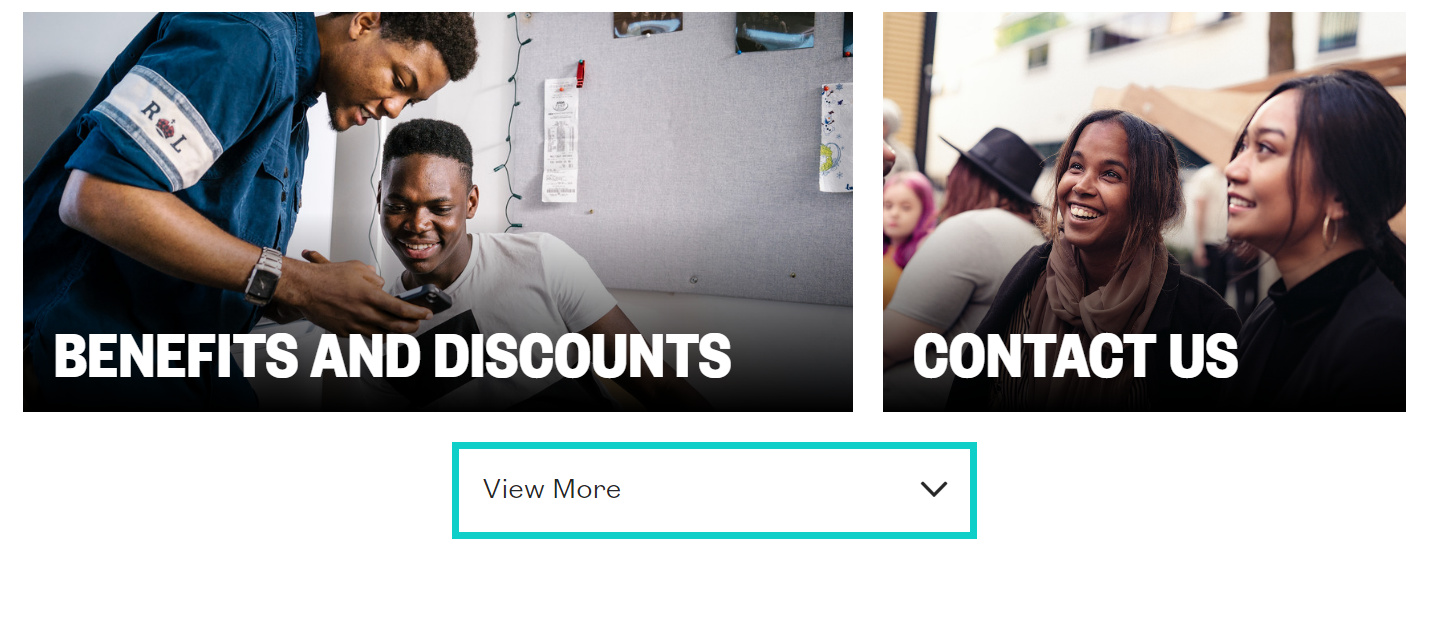 R L
BENEFITS AND DISCOUNTS
CONTACT US
View More